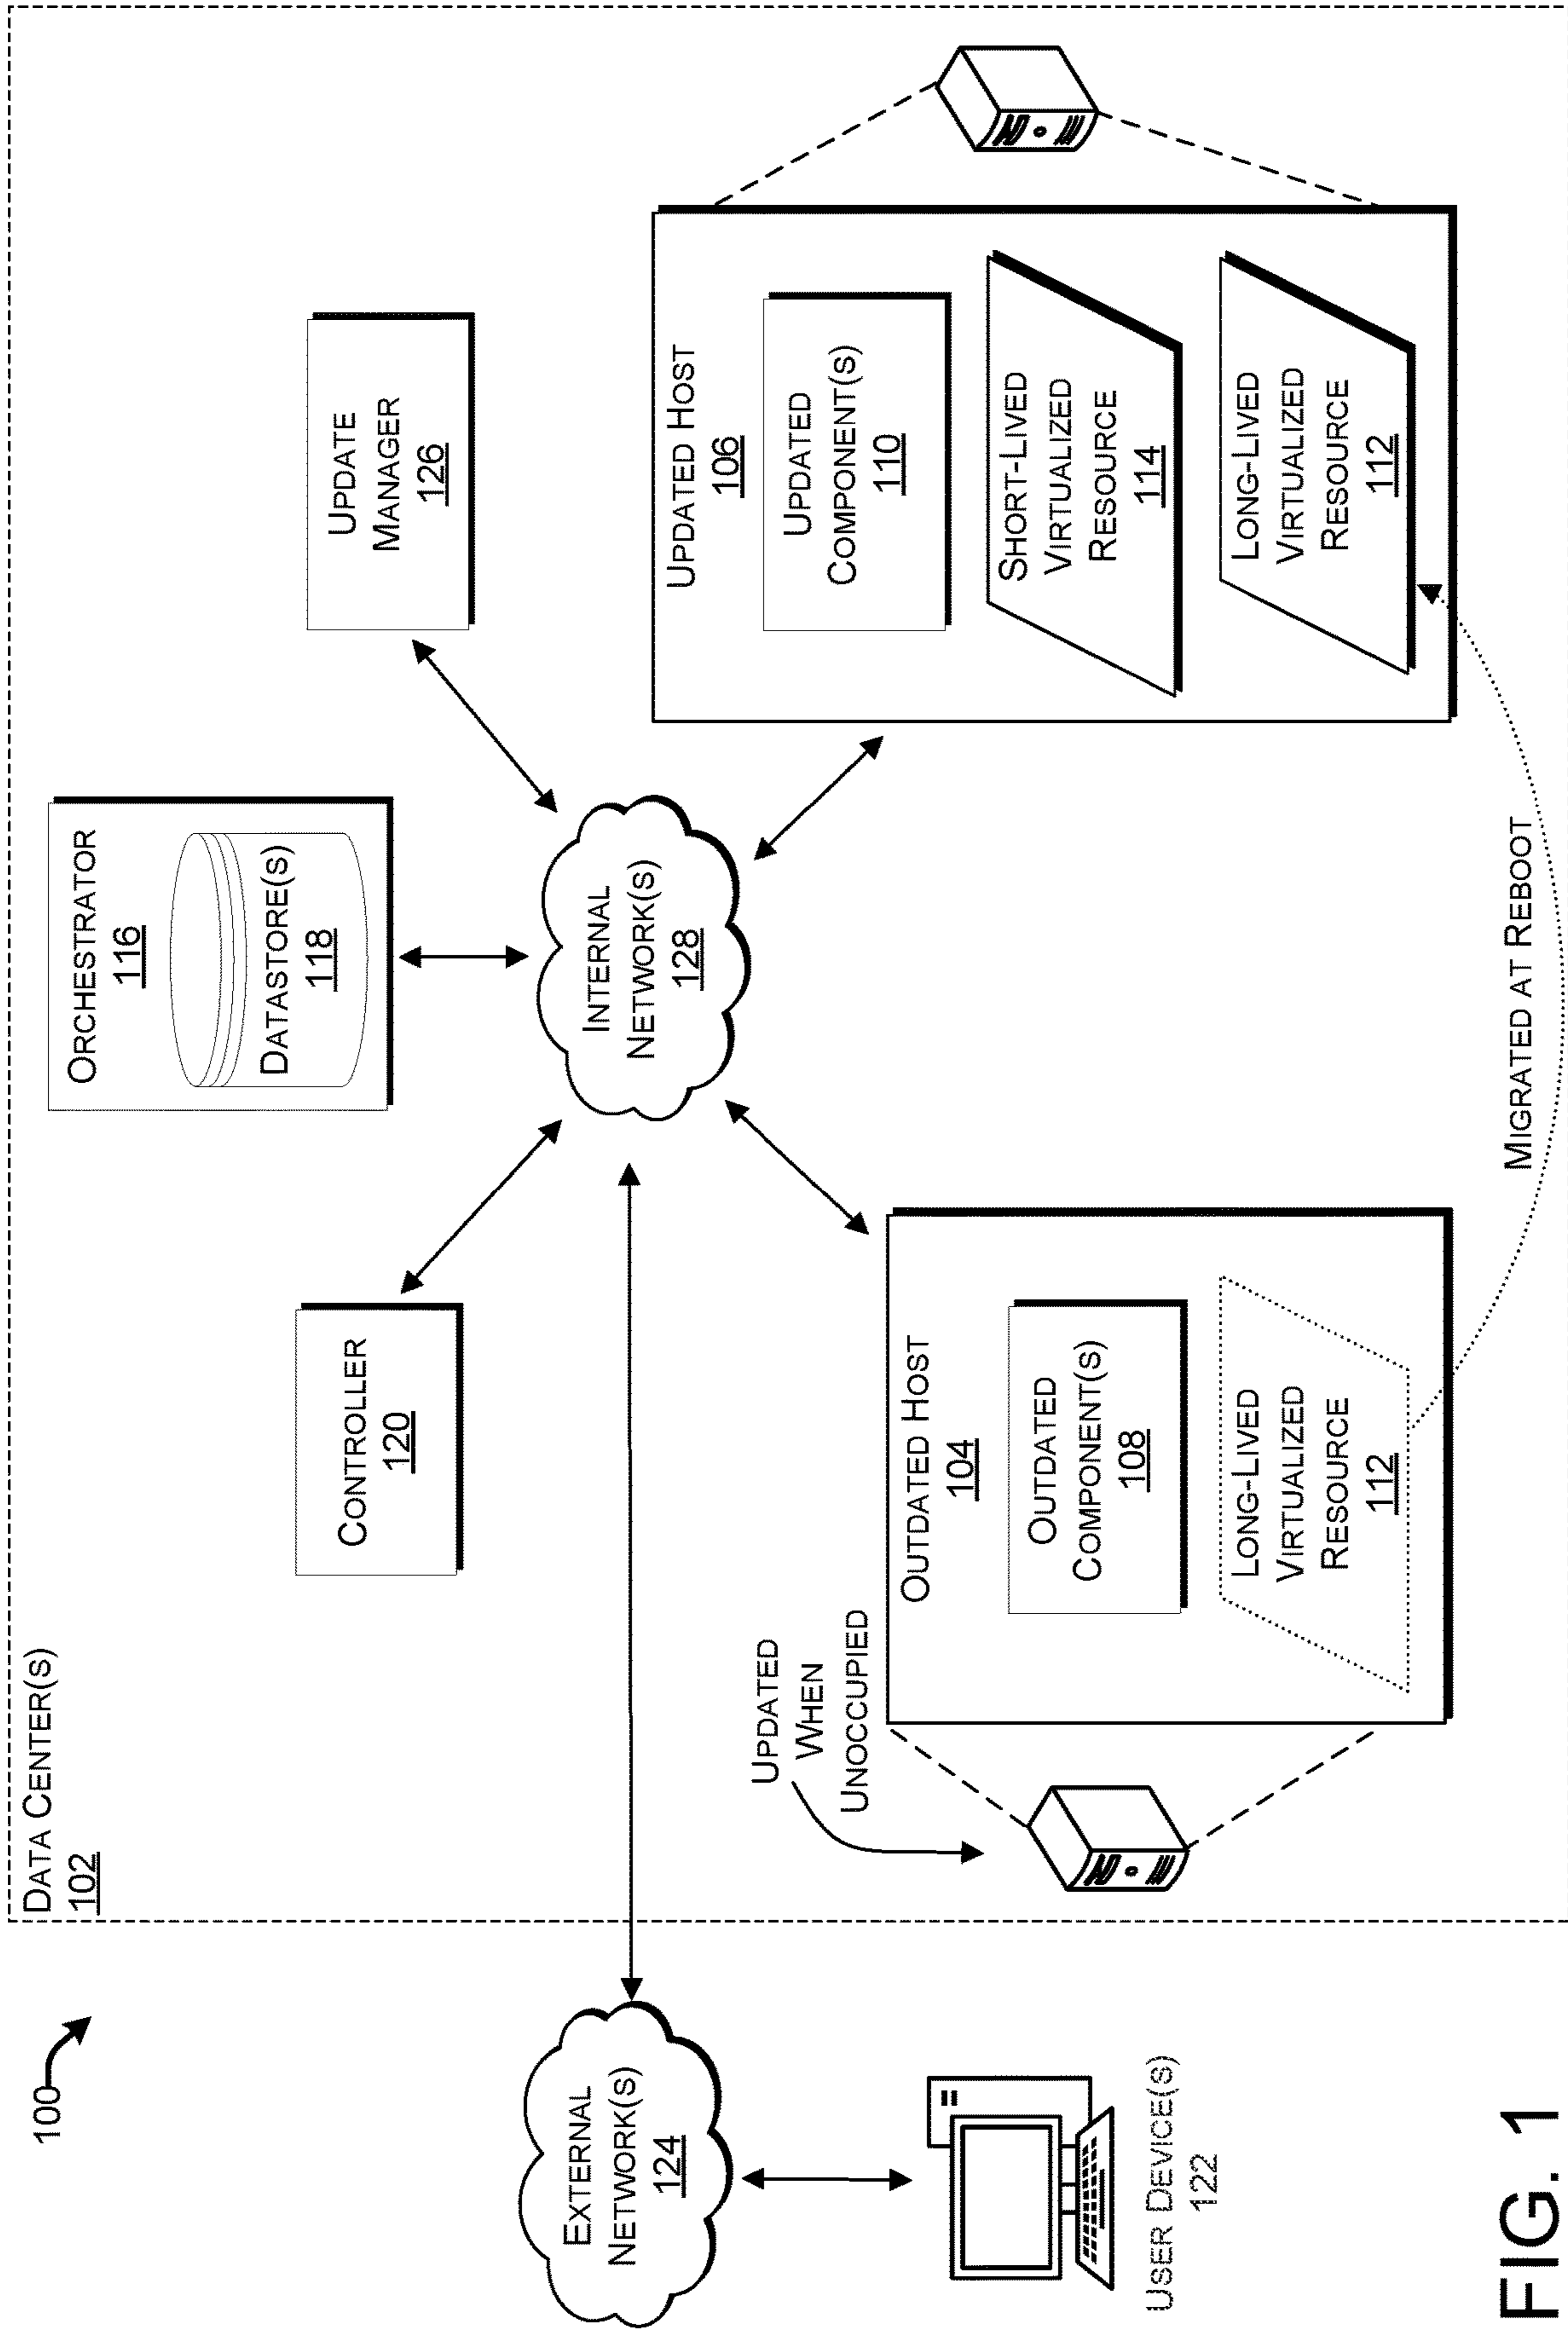 100
DATA CENTER(S)
102
CONTROLLER
120
ORCHESTRATOR
116
DATASTORE(S)
118
UPDATE
MANAGER
126
EXTERNAL
NETWORK(S)
124
INTERNAL
NETWORK(S)
128
USER DEVICE(S)
122
UPDATED
WHEN
UNOCCUPIED
OUTDATED HOST
104
OUTDATED
COMPONENT(S)
108
LONG-LIVED
VIRTUALIZED
RESOURCE
112
UPDATED HOST
106
UPDATED
COMPONENT(S)
110
SHORT-LIVED
VIRTUALIZED
RESOURCE
114
LONG-LIVED
VIRTUALIZED
RESOURCE
112
MIGRATED AT REBOOT
FIG. 1